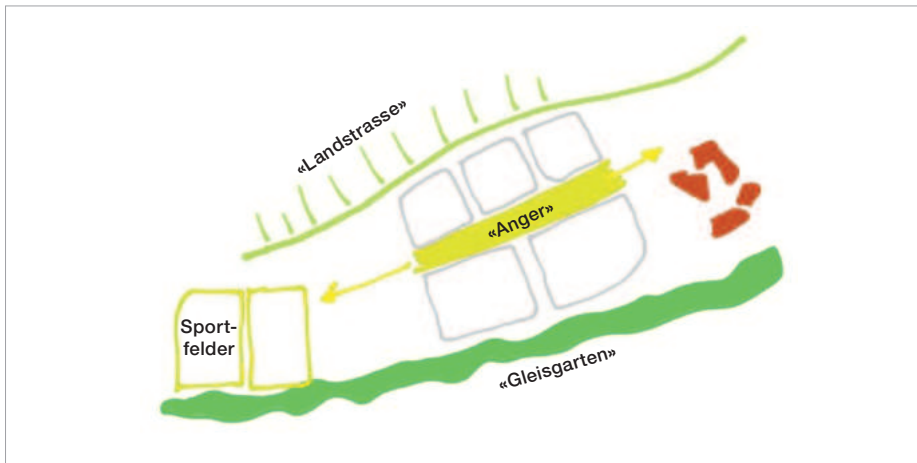 «Landstrasse»
«Anger»
Sport-
felder
«Gleisgarten»